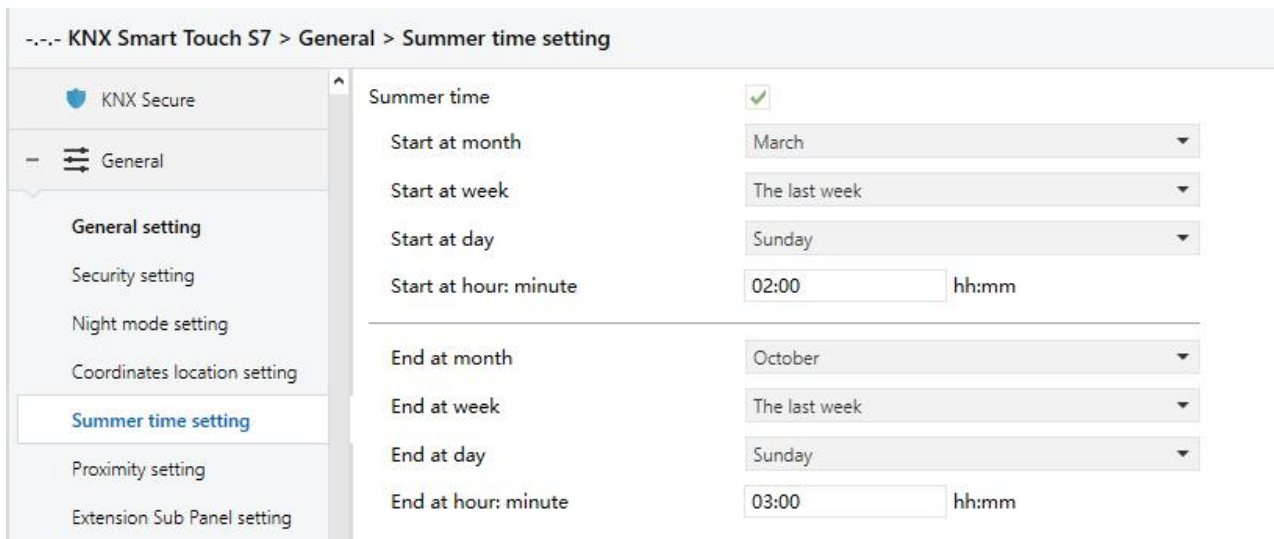 -.-.- KNX Smart Touch S7 > General > Summer time setting
KNX Secure
General
General setting
Security setting
Night mode setting
Coordinates location setting
Summer time setting
Proximity setting
Extension Sub Panel setting
Summer time
Start at month March
Start at week The last week
Start at day Sunday
Start at hour: minute 02:00 hh:mm
End at month October
End at week The last week
End at day Sunday
End at hour: minute 03:00 hh:mm